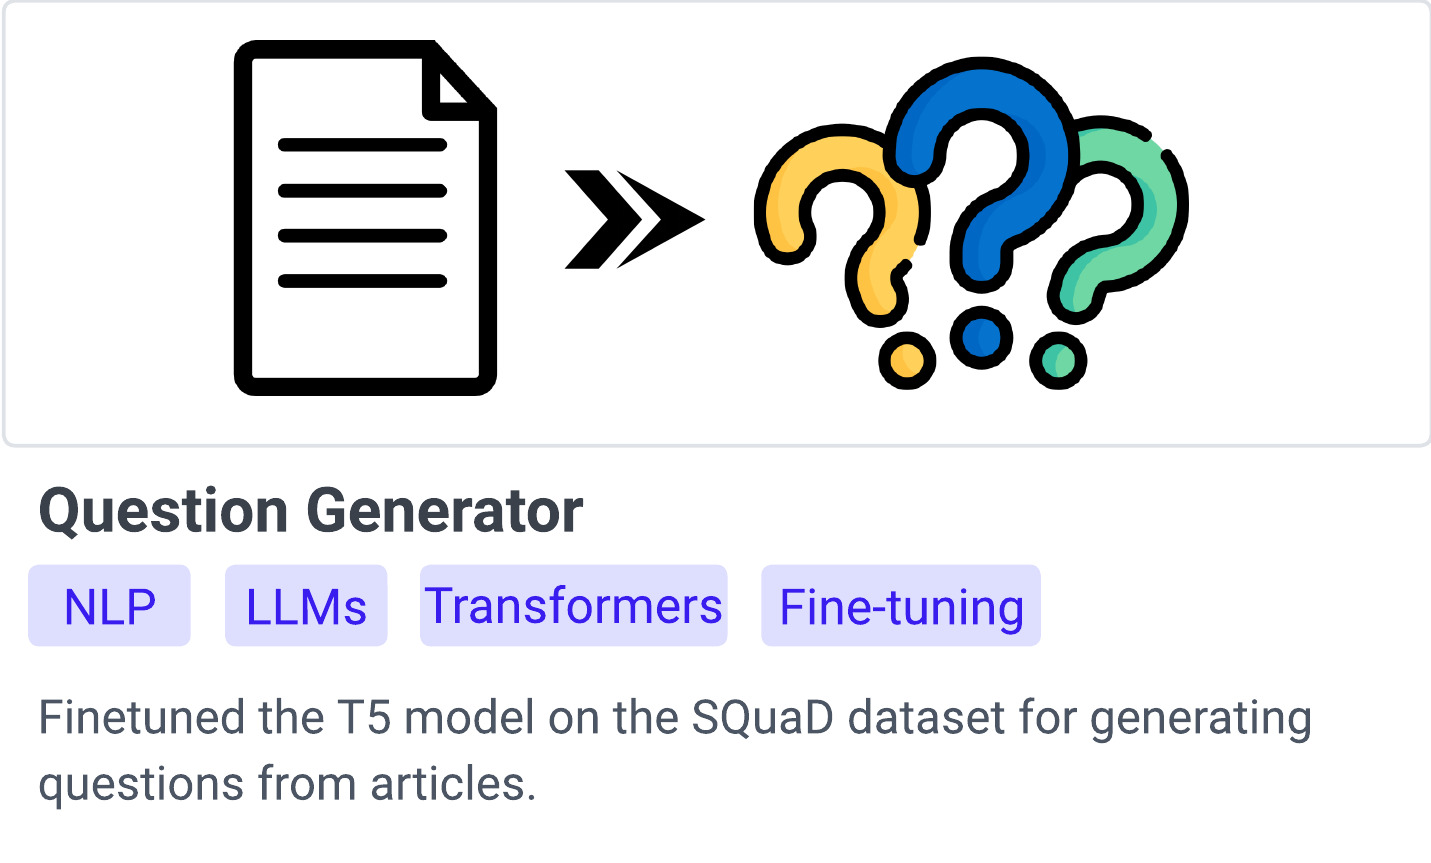 Question Generator
NLP LLMs Transformers Fine-tuning
Finetuned the T5 model on the SQuaD dataset for generating
questions from articles.